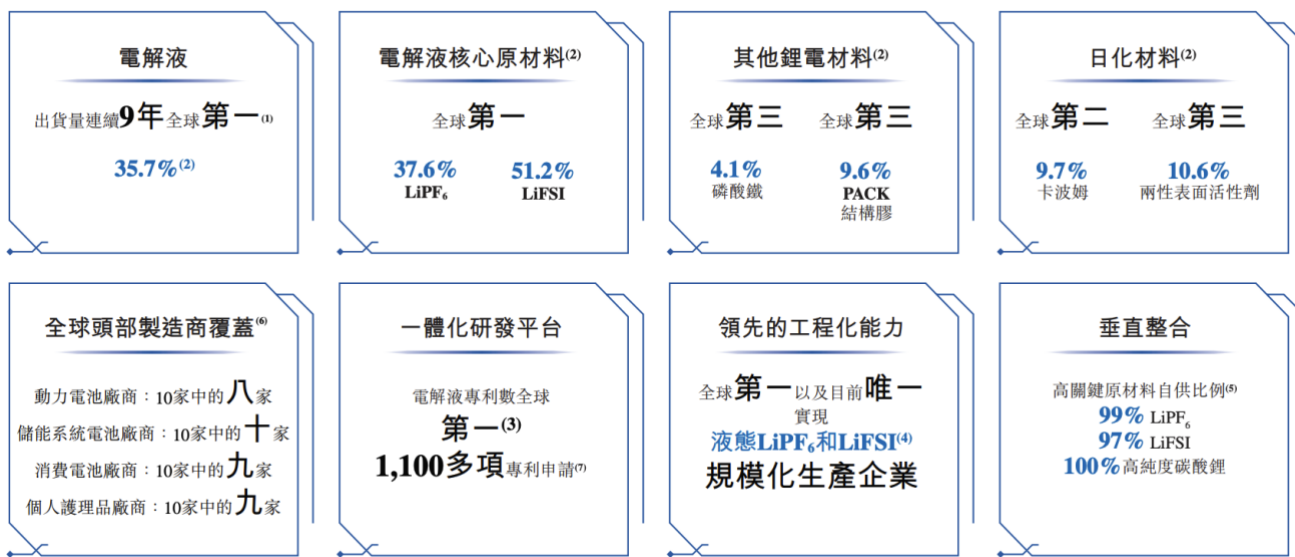 電解液
出貨量連續9年全球第一(1)
35.7%(2)
電解液核心原材料(2)
全球第一
37.6% 51.2%
LiPF6 LiFSI
其他鋰電材料(2)
全球第三 全球第三
4.1% 9.6%
磷酸鐵 PACK
結構膠
日化材料(2)
全球第二 全球第三
9.7% 10.6%
卡波姆 兩性表面活性劑
全球頭部製造商覆蓋(6)
動力電池廠商：10家中的八家
儲能系統電池廠商：10家中的十家
消費電池廠商：10家中的九家
個人護理品廠商：10家中的九家
一體化研發平台
電解液專利數全球
第一(3)
1,100多項專利申請(7)
領先的工程化能力
全球第一以及目前唯一
實現
液態LiPF6和LiFSI(4)
規模化生產企業
垂直整合
高關鍵原材料自供比例(5)
99% LiPF6
97% LiFSI
100%高純度碳酸鋰